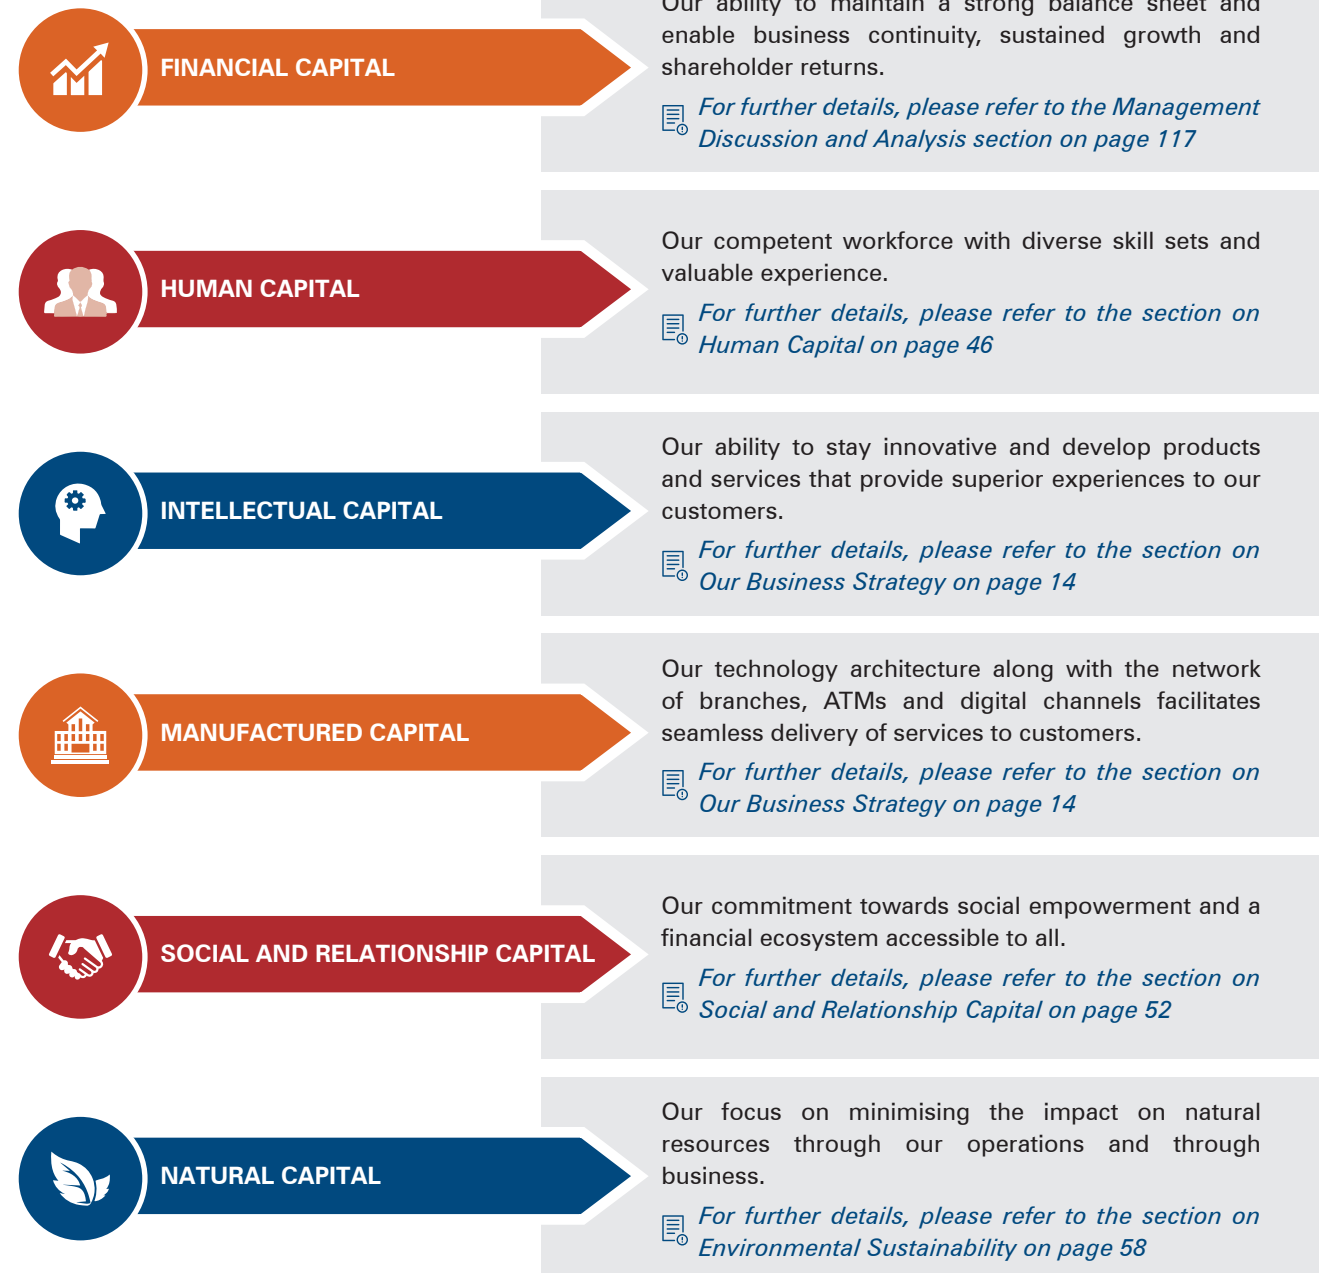 FINANCIAL CAPITAL
Our ability to maintain a strong balance sheet and
enable business continuity, sustained growth and
shareholder returns.
For further details, please refer to the Management
Discussion and Analysis section on page 117
HUMAN CAPITAL
Our competent workforce with diverse skill sets and
valuable experience.
For further details, please refer to the section on
Human Capital on page 46
INTELLECTUAL CAPITAL
Our ability to stay innovative and develop products
and services that provide superior experiences to our
customers.
For further details, please refer to the section on
Our Business Strategy on page 14
MANUFACTURED CAPITAL
Our technology architecture along with the network
of branches, ATMs and digital channels facilitates
seamless delivery of services to customers.
For further details, please refer to the section on
Our Business Strategy on page 14
SOCIAL AND RELATIONSHIP CAPITAL
Our commitment towards social empowerment and a
financial ecosystem accessible to all.
For further details, please refer to the section on
Social and Relationship Capital on page 52
NATURAL CAPITAL
Our focus on minimising the impact on natural
resources through our operations and through
business.
For further details, please refer to the section on
Environmental Sustainability on page 58